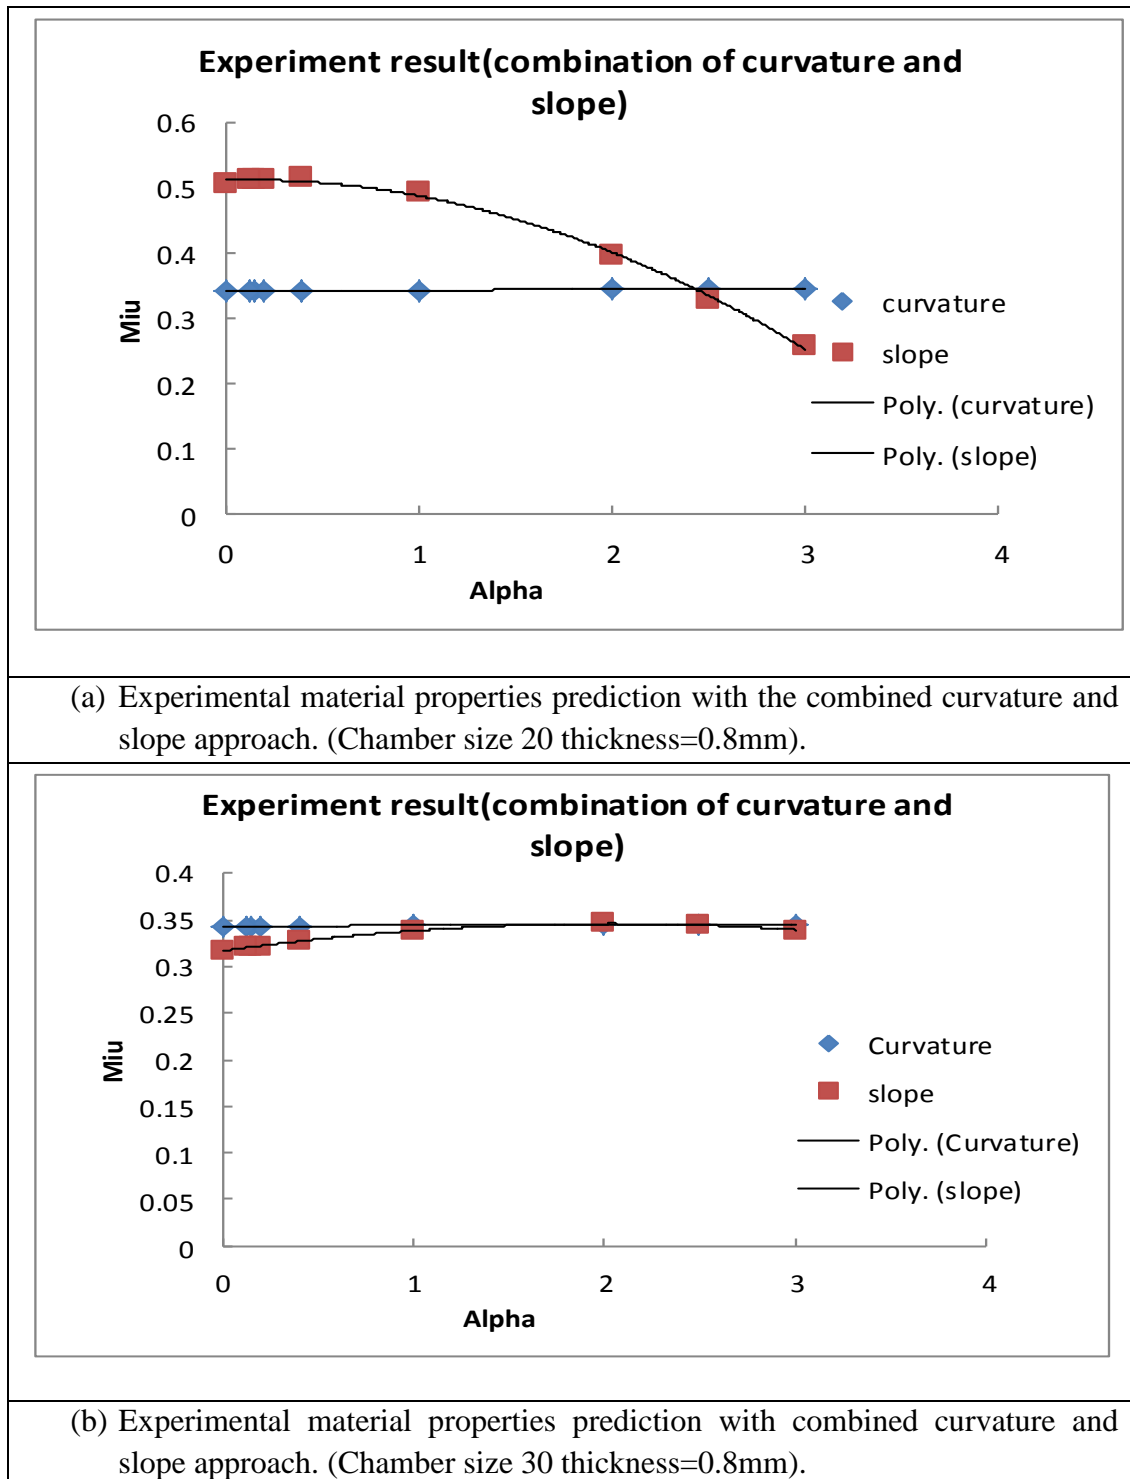 Experiment result(combination of curvature and
slope)
0.6
0.5
0.4
0.3
0.2
0.1
0
Miu
0 1 2 3 4
Alpha
curvature
slope
Poly. (curvature)
Poly. (slope)
(a) Experimental material properties prediction with the combined curvature and
slope approach. (Chamber size 20 thickness=0.8mm).
Experiment result(combination of curvature and
slope)
0.4
0.35
0.3
0.25
0.2
0.15
0.1
0.05
0
Miu
0 1 2 3 4
Alpha
Curvature
slope
Poly. (Curvature)
Poly. (slope)
(b) Experimental material properties prediction with combined curvature and
slope approach. (Chamber size 30 thickness=0.8mm).